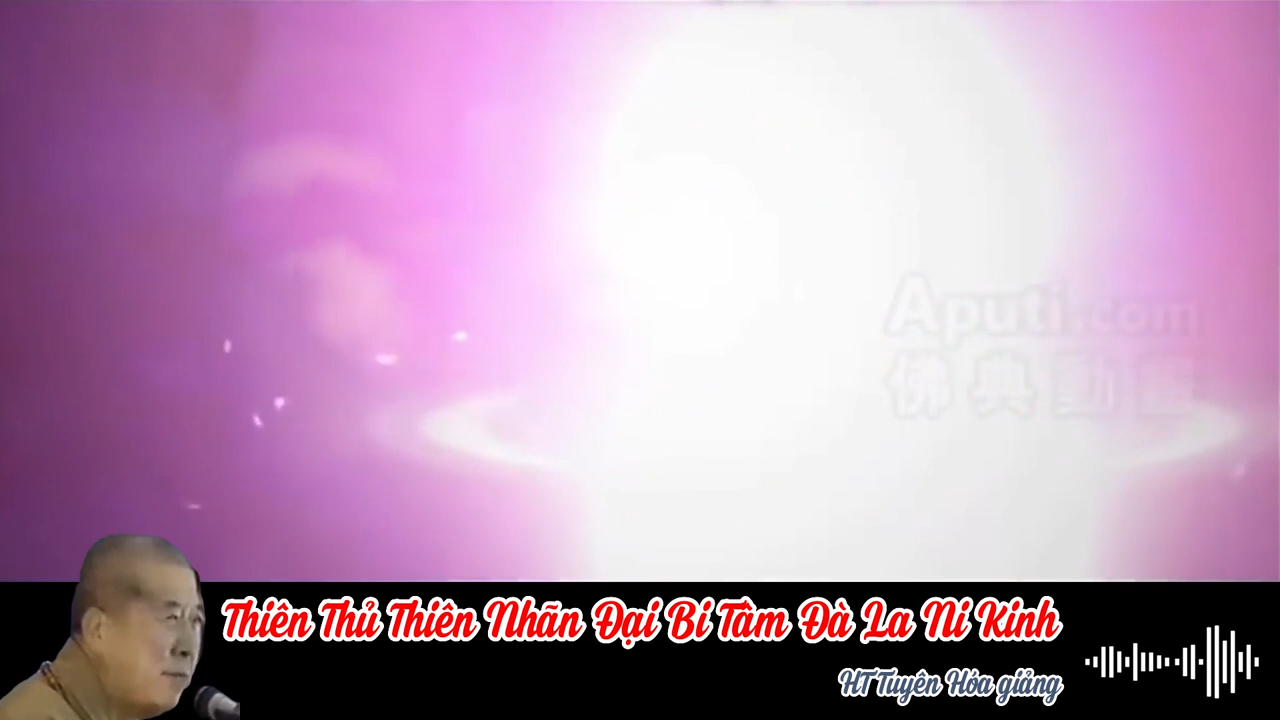 Aputi.com
佛典動畫
Thiên Thủ Thiên Nhãn Đại Bi Tâm Đà La Ni Kinh
HT Tuyên Hóa giảng